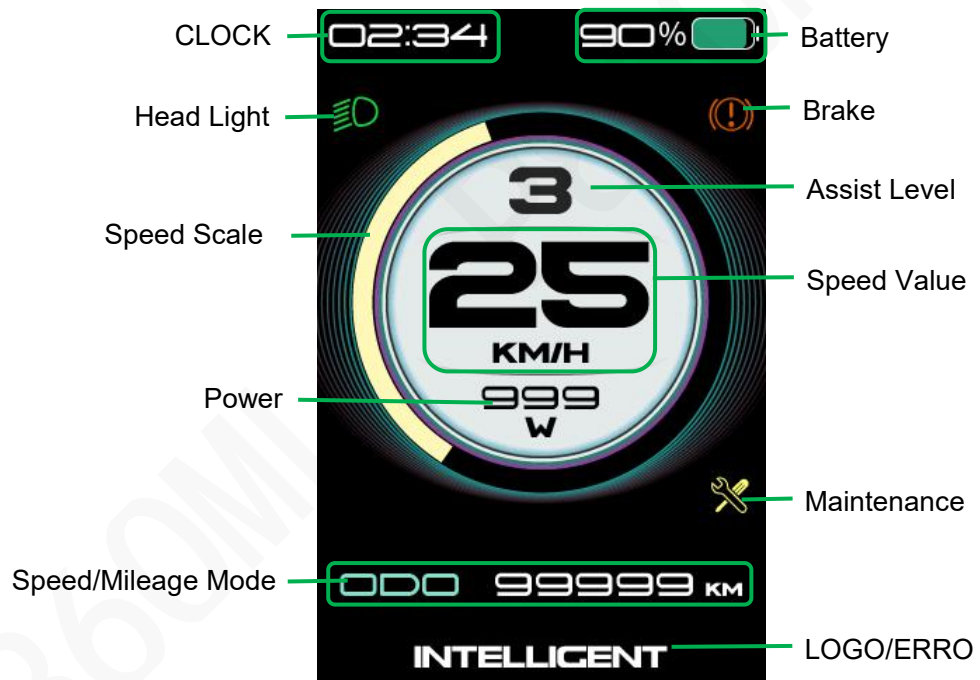 CLOCK
02:34
90%
Battery
Head Light
Brake
3
Assist Level
Speed Scale
25
Speed Value
KM/H
Power
999
W
Maintenance
Speed/Mileage Mode
ODO 99999 KM
INTELLIGENT
LOGO/ERRO